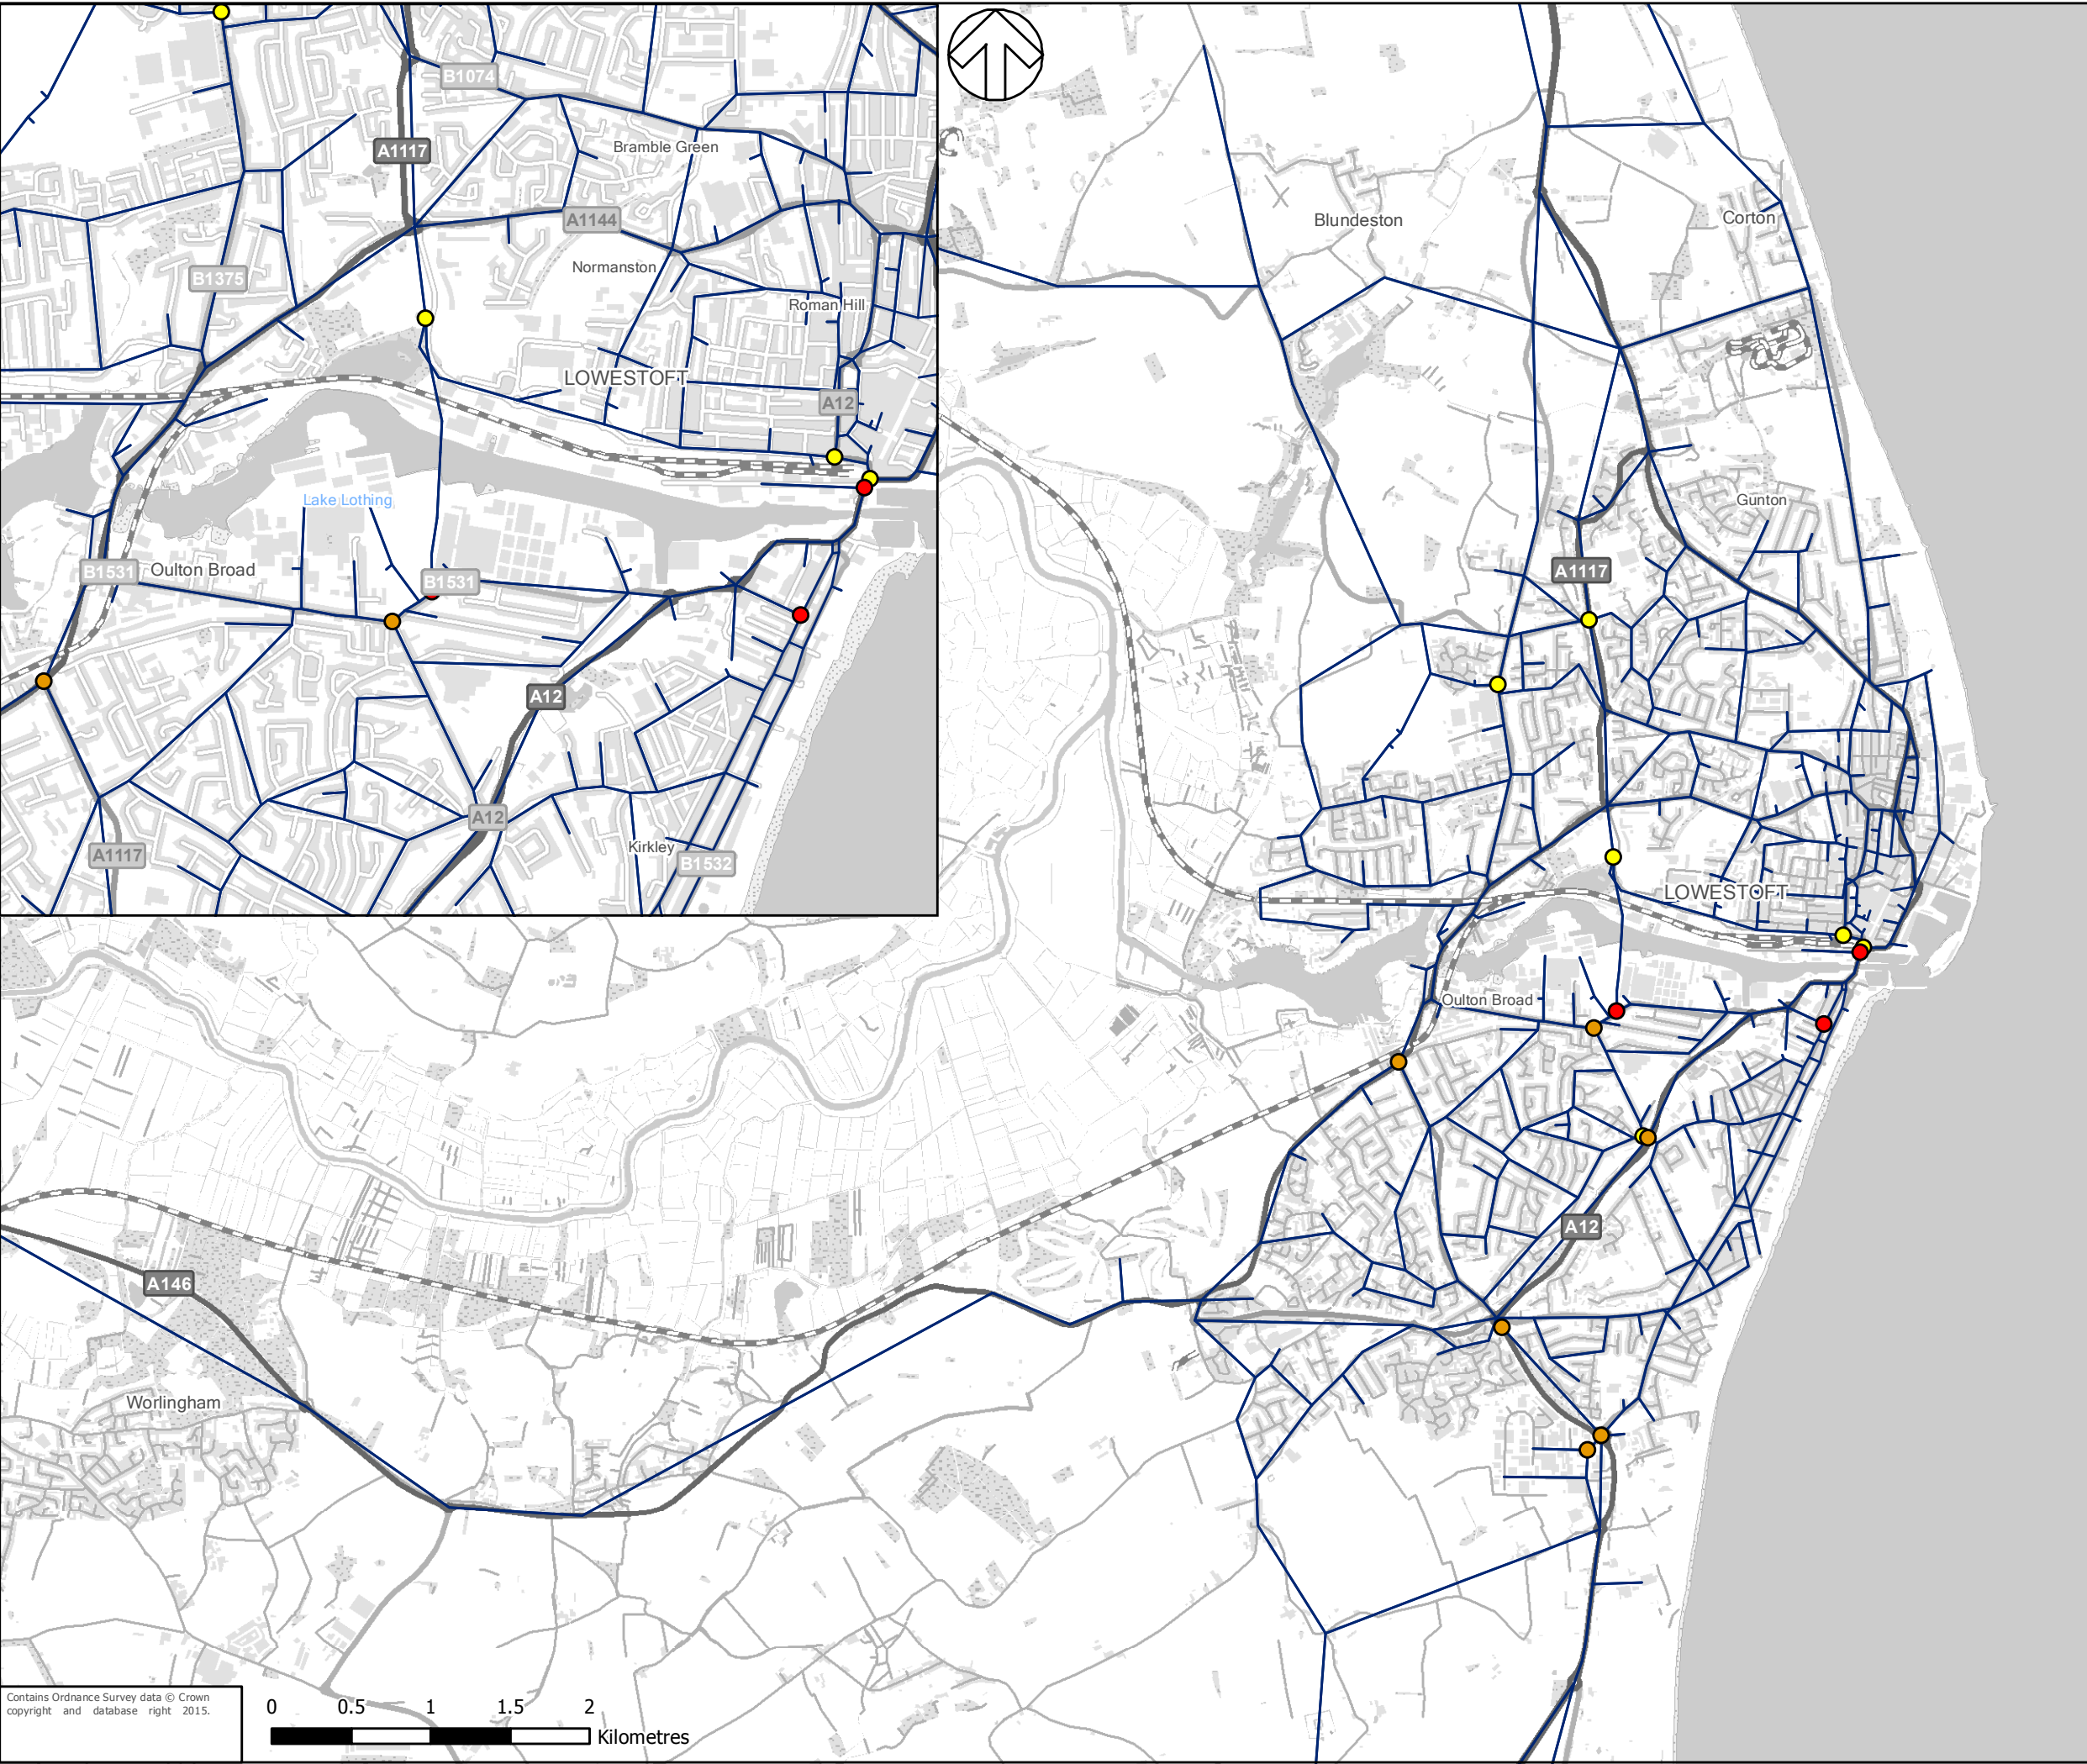 B1074
A1117
Bramble Green
A1144
Normanston
B1375
Roman Hill
LOWESTOFT
A12
Lake Lothing
B1531
Oulton Broad
B1531
A12
A12
A1117
Kirkley
B1532
Blundeston
Corton
Gunton
A1117
LOWESTOFT
Oulton Broad
A12
A146
Worlingham
Contains Ordnance Survey data © Crown
copyright and database right 2015.
0 0.5 1 1.5 2
Kilometres